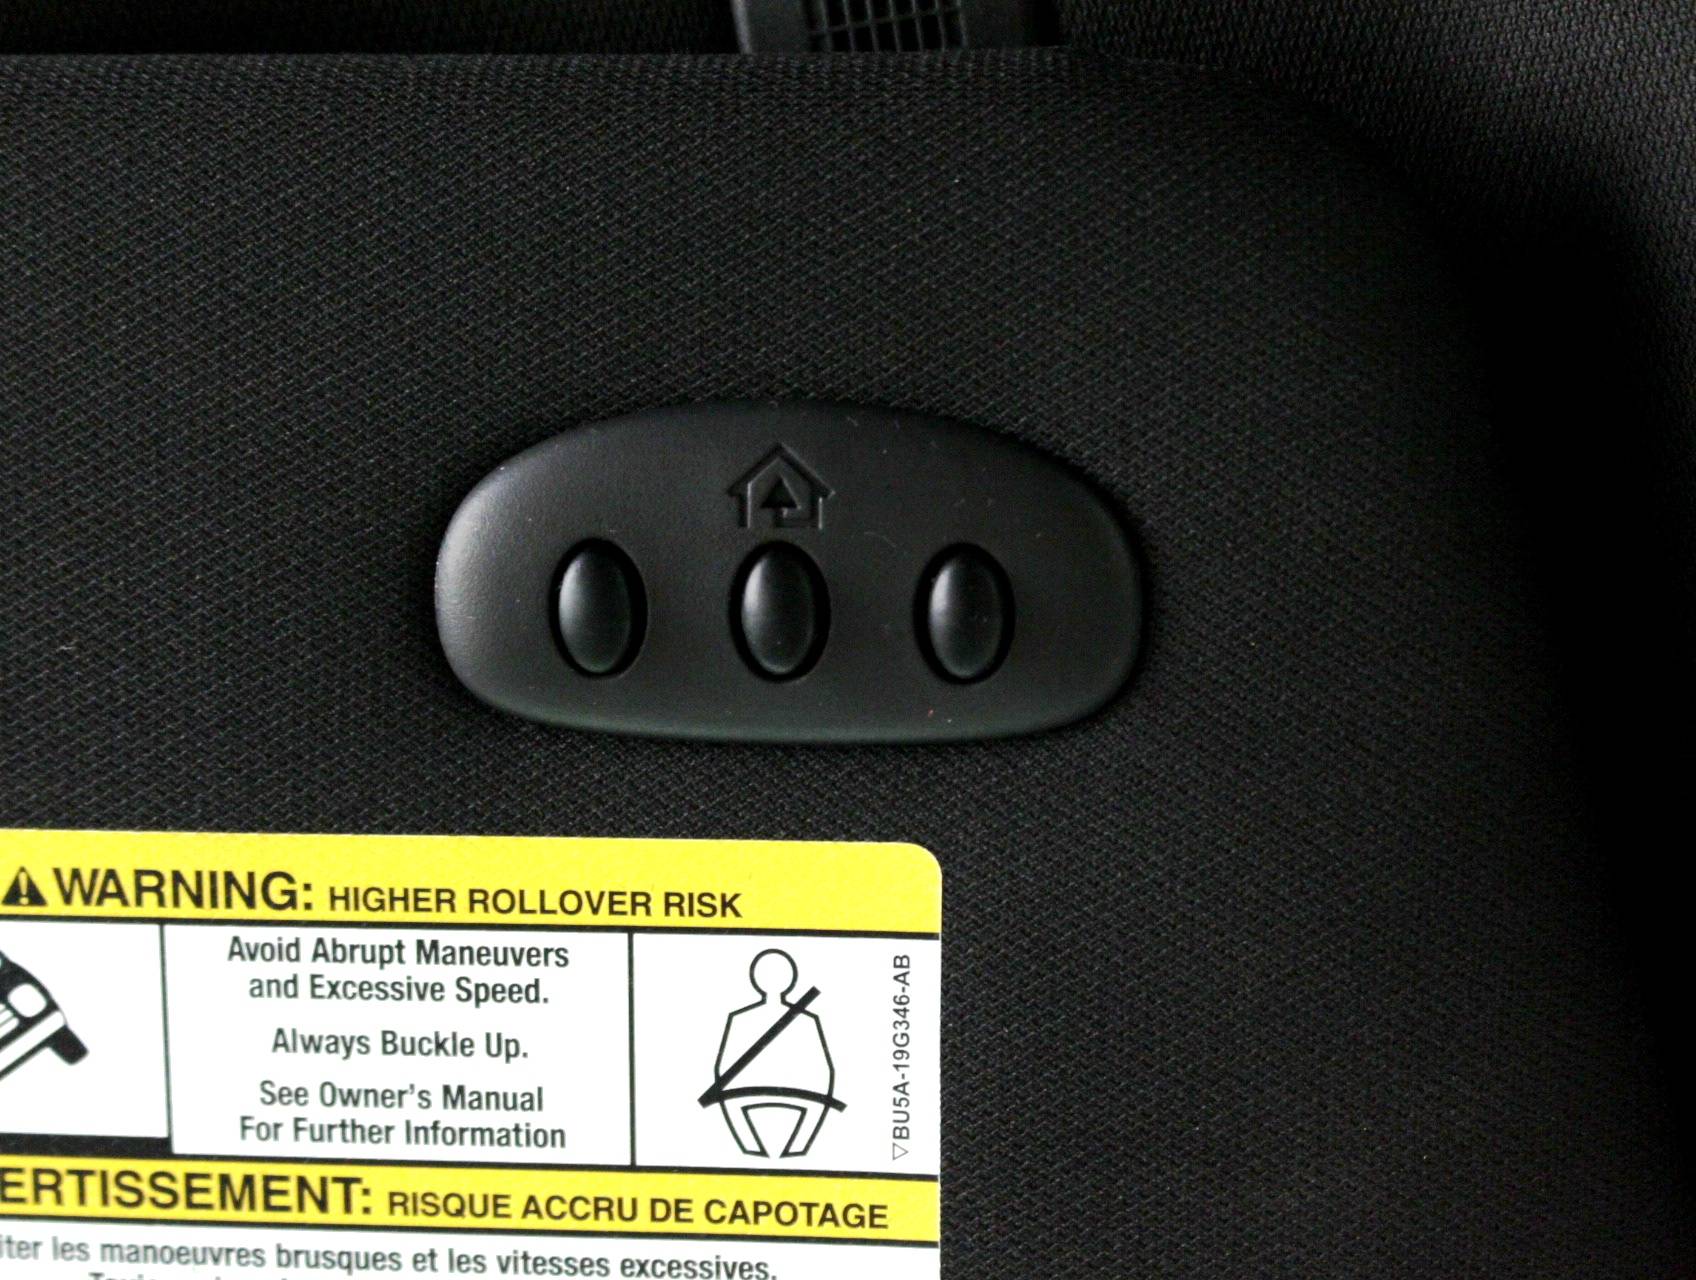 WARNING: HIGHER ROLLOVER RISK
Avoid Abrupt Maneuvers
and Excessive Speed.
Always Buckle Up.
See Owner's Manual
For Further Information
▽BU5A-19G346-AB
ERTISSEMENT: RISQUE ACCRU DE CAPOTAGE
iter les manoeuvres brusques et les vitesses excessives.